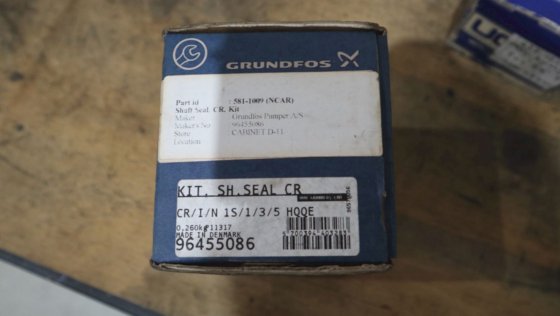 GRUNDFOS
Part id : 581-1009 (NCAR)
Shaft Seal, CR, Kit
Maker Grundfos Pumper A/S
Maker's No 96455086
Store CABINET D-11
Location
KIT, SH.SEAL CR
CR/I/N 1S/1/3/5 HQQE
0,260kg
MADE IN DENMARK
96455086